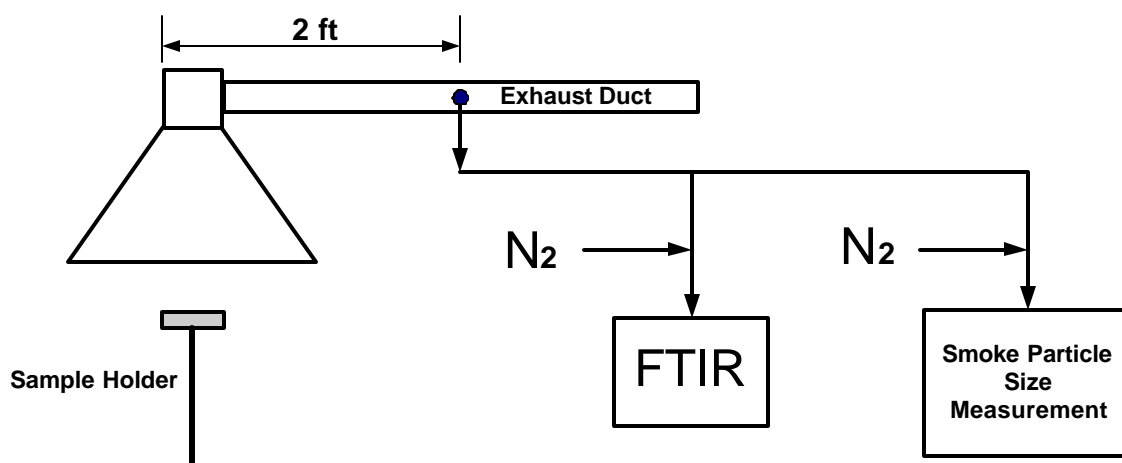 2 ft
Exhaust Duct
N2
N2
Sample Holder
FTIR
Smoke Particle
Size
Measurement